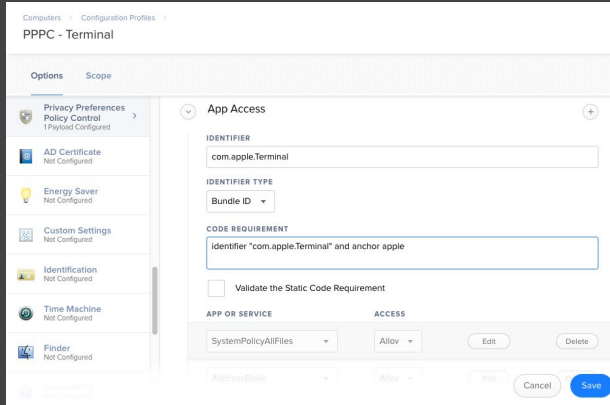 Computers
Configuration Profiles
PPPC - Terminal
Options
Scope
Privacy Preferences
Policy Control
1 Payload Configured
AD Certificate
Not Configured
Energy Saver
Not Configured
Custom Settings
Not Configured
Identification
Not Configured
Time Machine
Not Configured
Finder
Not Configured
App Access
IDENTIFIER
com.apple.Terminal
IDENTIFIER TYPE
Bundle ID
CODE REQUIREMENT
identifier "com.apple.Terminal" and anchor apple
Validate the Static Code Requirement
APP OR SERVICE
ACCESS
SystemPolicyAllFiles
Allov
Edit
Delete
AddressBook
Allov
Edit
Cancel
Save